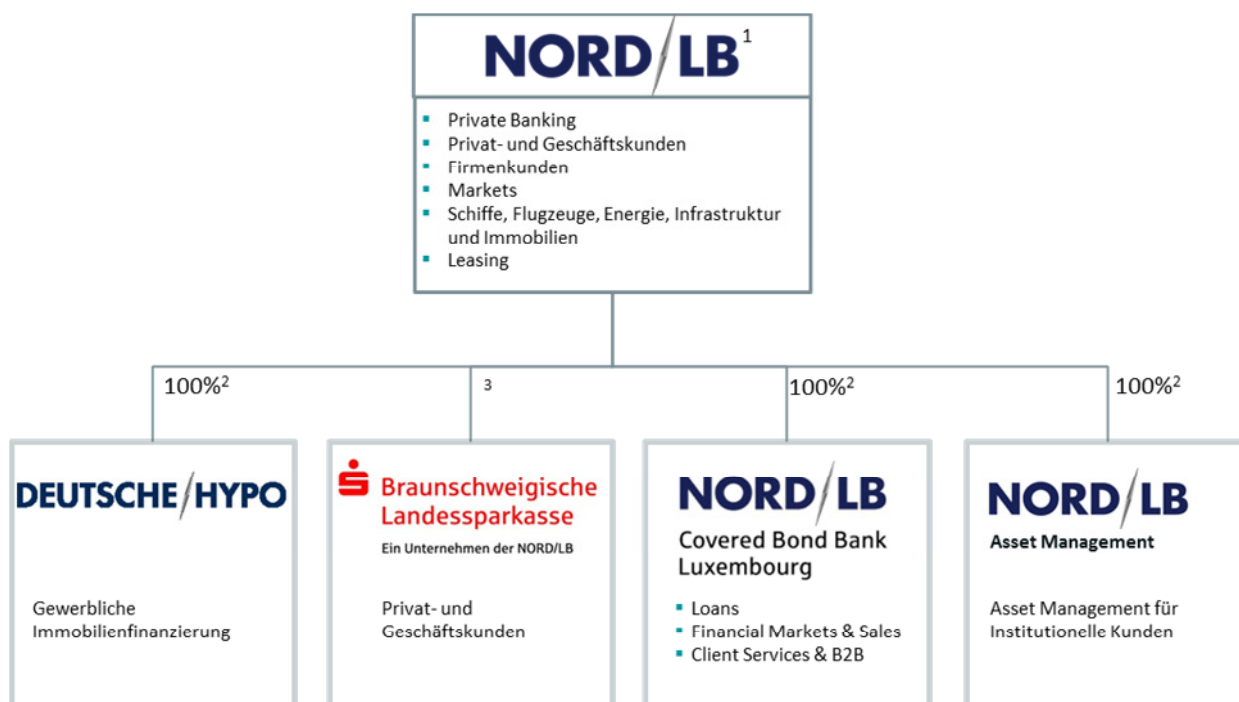 NORD/LB¹
▪ Private Banking
▪ Privat- und Geschäftskunden
▪ Firmenkunden
▪ Markets
▪ Schiffe, Flugzeuge, Energie, Infrastruktur
und Immobilien
▪ Leasing
100%²
3
100%²
100%²
DEUTSCHE/HYPO
Gewerbliche
Immobilienfinanzierung
Braunschweigische
Landessparkasse
Ein Unternehmen der NORD/LB
Privat- und
Geschäftskunden
NORD/LB
Covered Bond Bank
Luxembourg
▪ Loans
▪ Financial Markets & Sales
▪ Client Services & B2B
NORD/LB
Asset Management
Asset Management für
Institutionelle Kunden